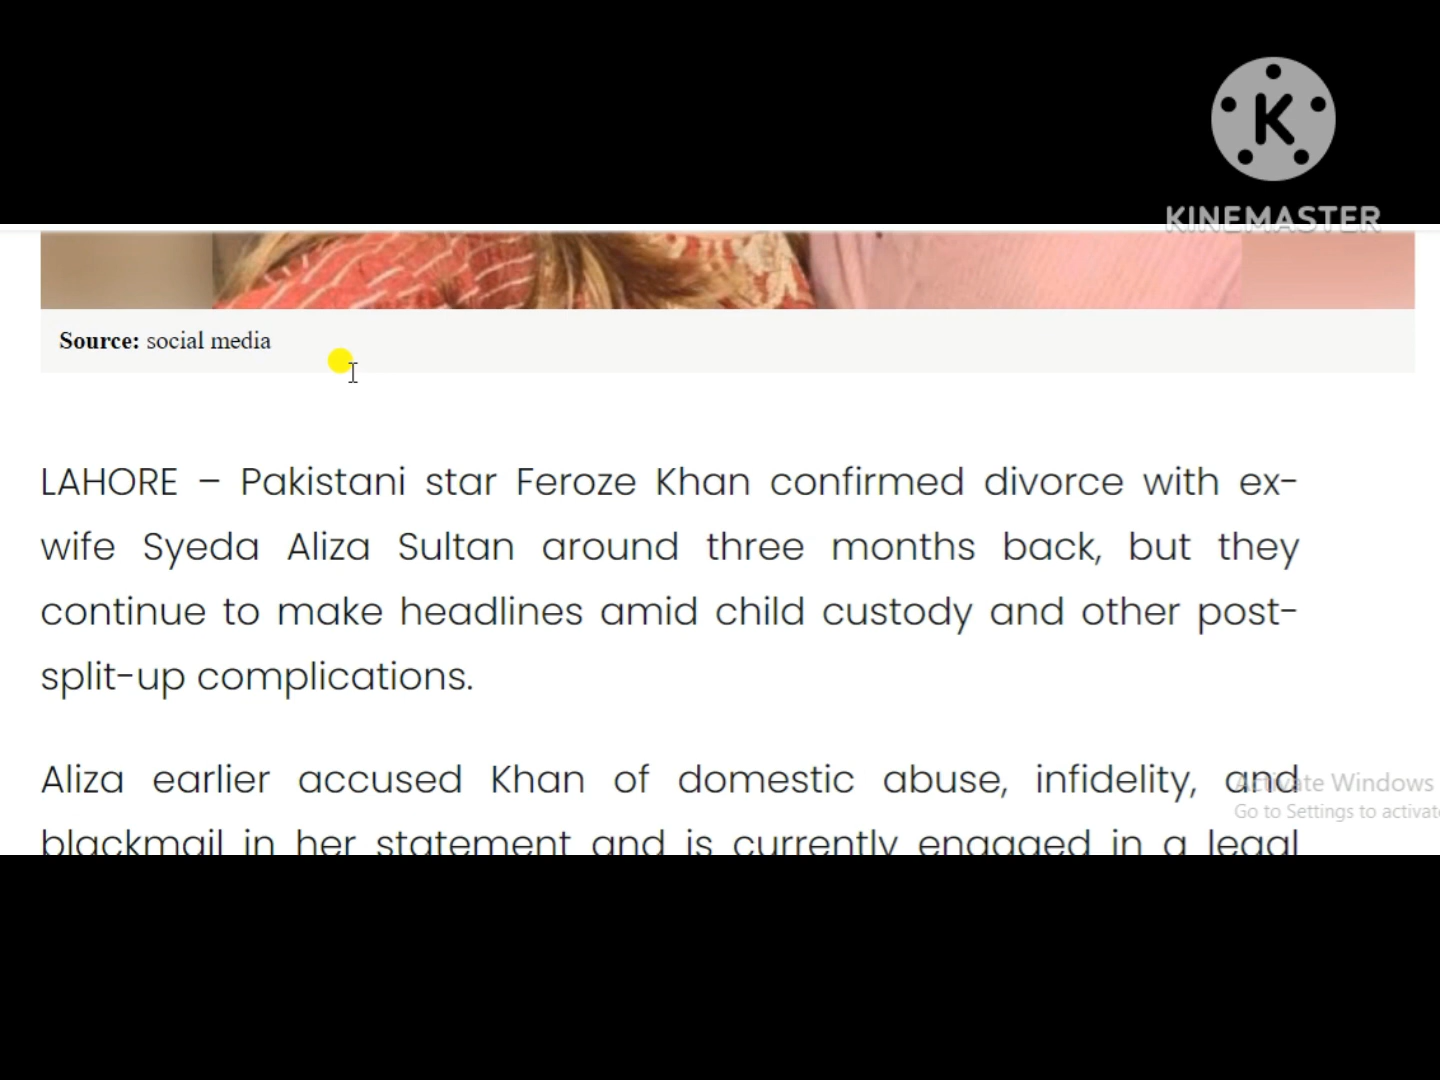 K
KINEMASTER
Source: social media
LAHORE – Pakistani star Feroze Khan confirmed divorce with ex-
wife Syeda Aliza Sultan around three months back, but they
continue to make headlines amid child custody and other post-
split-up complications.
Aliza earlier accused Khan of domestic abuse, infidelity, and
Activate Windows
Go to Settings to activate
blackmail in her statement and is currently engaged in a legal